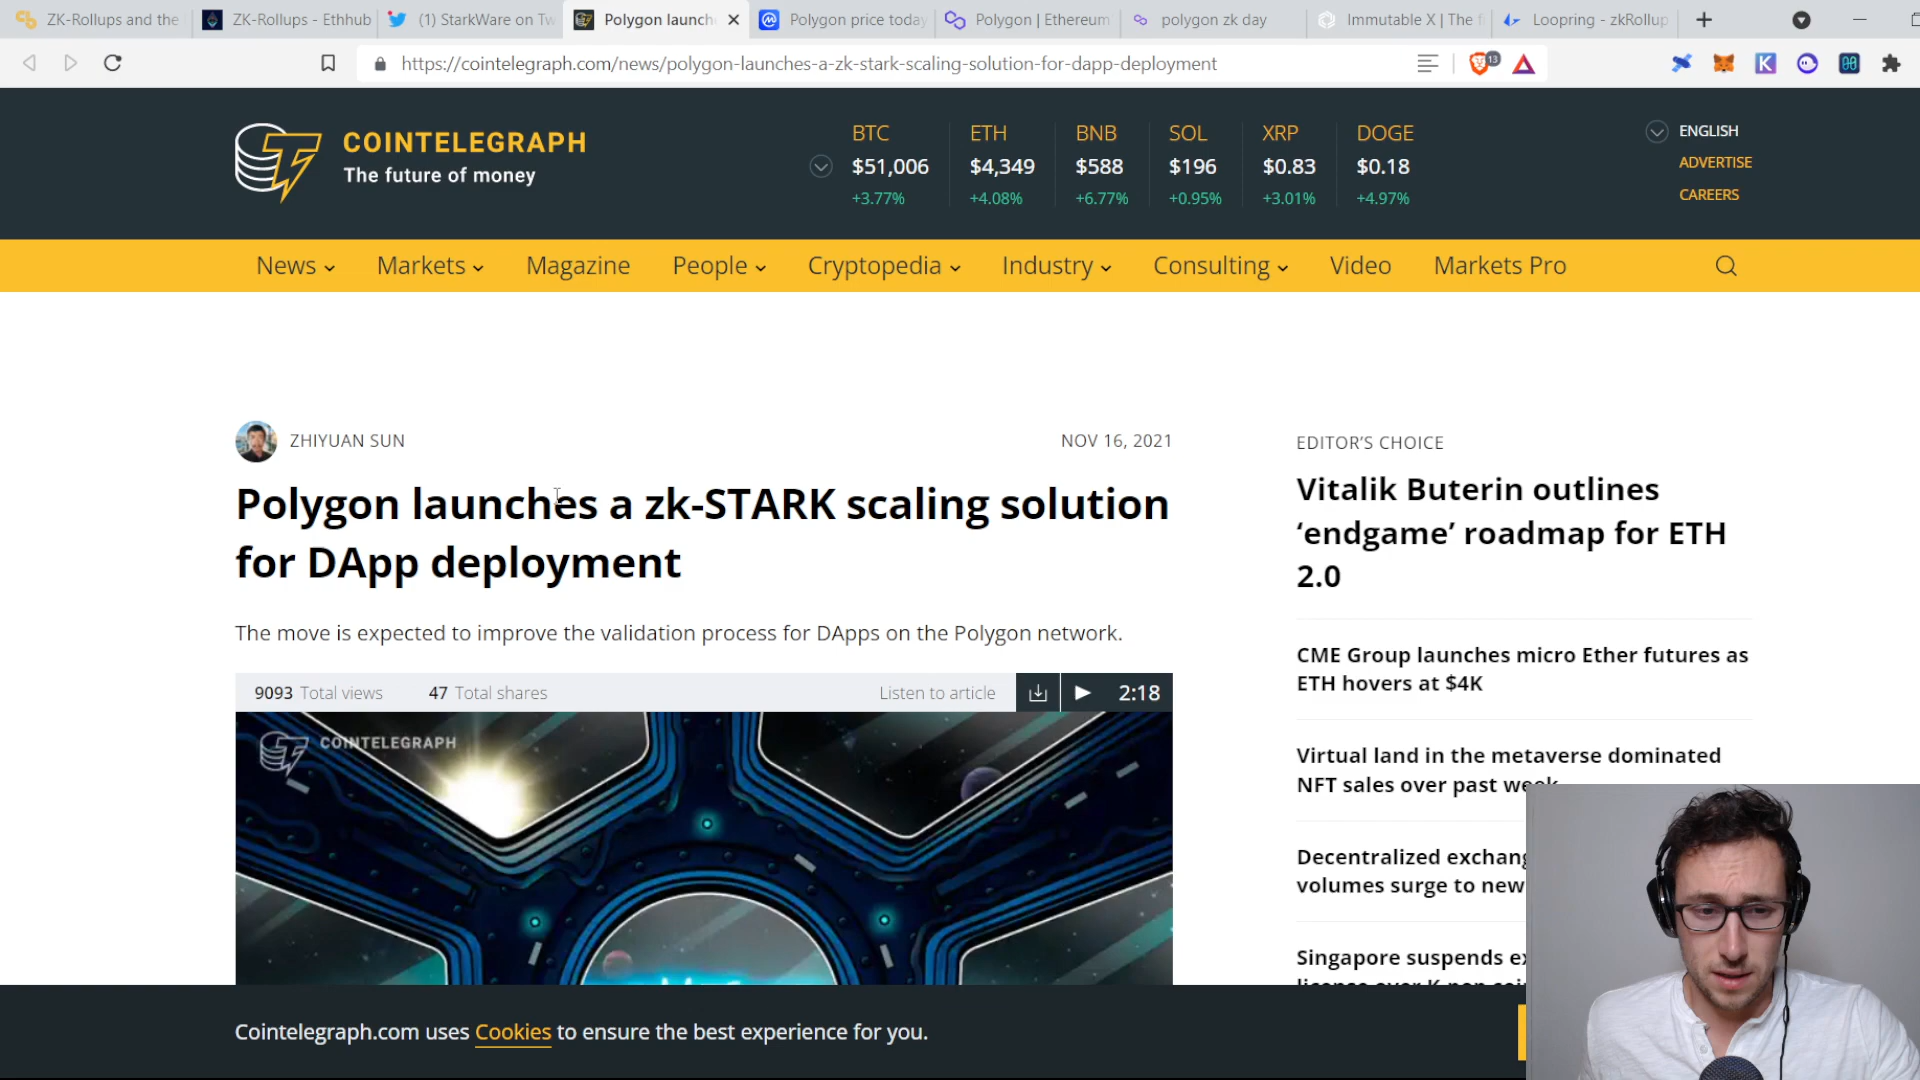 ZK-Rollups and the
ZK-Rollups - Ethhub
(1) StarkWare on Tw
Polygon launch
Polygon price today
Polygon | Ethereum
polygon zk day
Immutable X | The f
Loopring - zkRollup
https://cointelegraph.com/news/polygon-launches-a-zk-stark-scaling-solution-for-dapp-deployment
13
COINTELEGRAPH
The future of money
BTC
$51,006
+3.77%
ETH
$4,349
+4.08%
BNB
$588
+6.77%
SOL
$196
+0.95%
XRP
$0.83
+3.01%
DOGE
$0.18
+4.97%
ENGLISH
ADVERTISE
CAREERS
News
Markets
Magazine
People
Cryptopedia
Industry
Consulting
Video
Markets Pro
ZHIYUAN SUN
NOV 16, 2021
Polygon launches a zk-STARK scaling solution
for DApp deployment
The move is expected to improve the validation process for DApps on the Polygon network.
9093 Total views
47 Total shares
Listen to article
2:18
COINTELEGRAPH
EDITOR'S CHOICE
Vitalik Buterin outlines
‘endgame’ roadmap for ETH
2.0
CME Group launches micro Ether futures as
ETH hovers at $4K
Virtual land in the metaverse dominated
NFT sales over past week
Decentralized exchang
volumes surge to new
Singapore suspends ex
Cointelegraph.com uses Cookies to ensure the best experience for you.